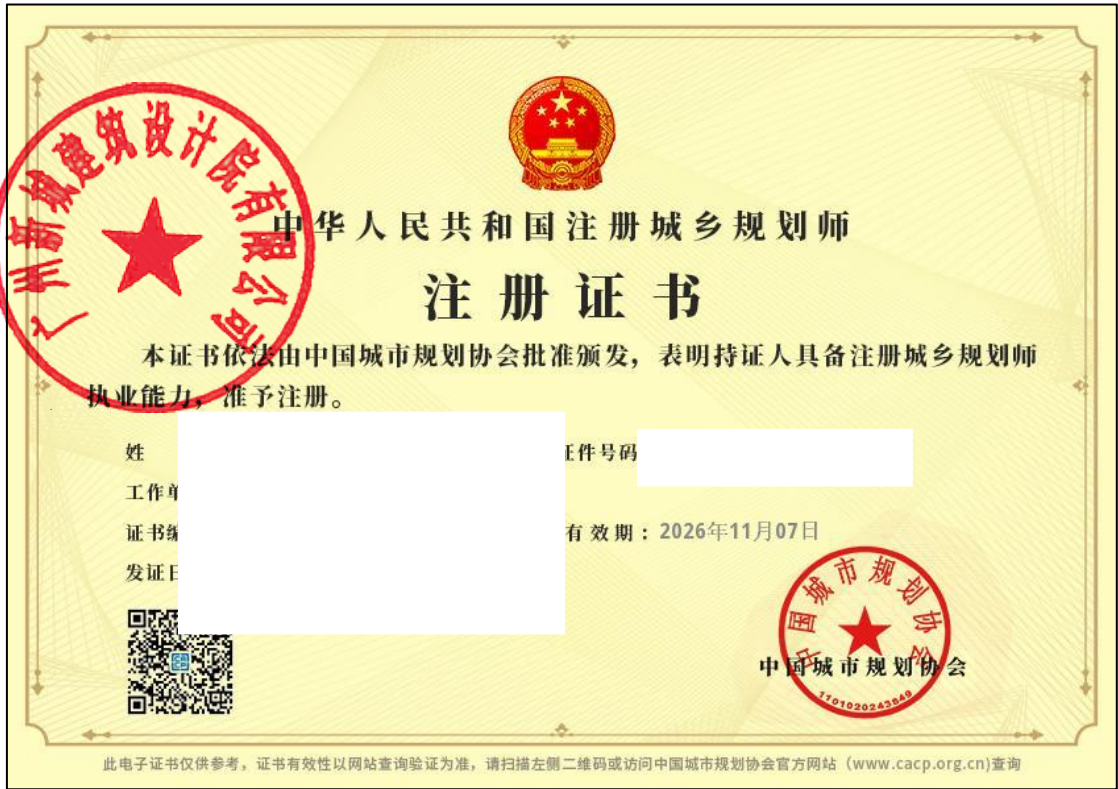 广州新城建筑设计院有限公司
中华人民共和国注册城乡规划师
注册证书
本证书依法由中国城市规划协会批准颁发，表明持证人具备注册城乡规划师
执业能力，准予注册。
姓
证件号码
工作单
证书编
有效期：2026年11月07日
发证日
中国城市规划协会
中国城市规划协会
1101020243849
此电子证书仅供参考，证书有效性以网站查询验证为准，请扫描左侧二维码或访问中国城市规划协会官方网站（www.cacp.org.cn)查询